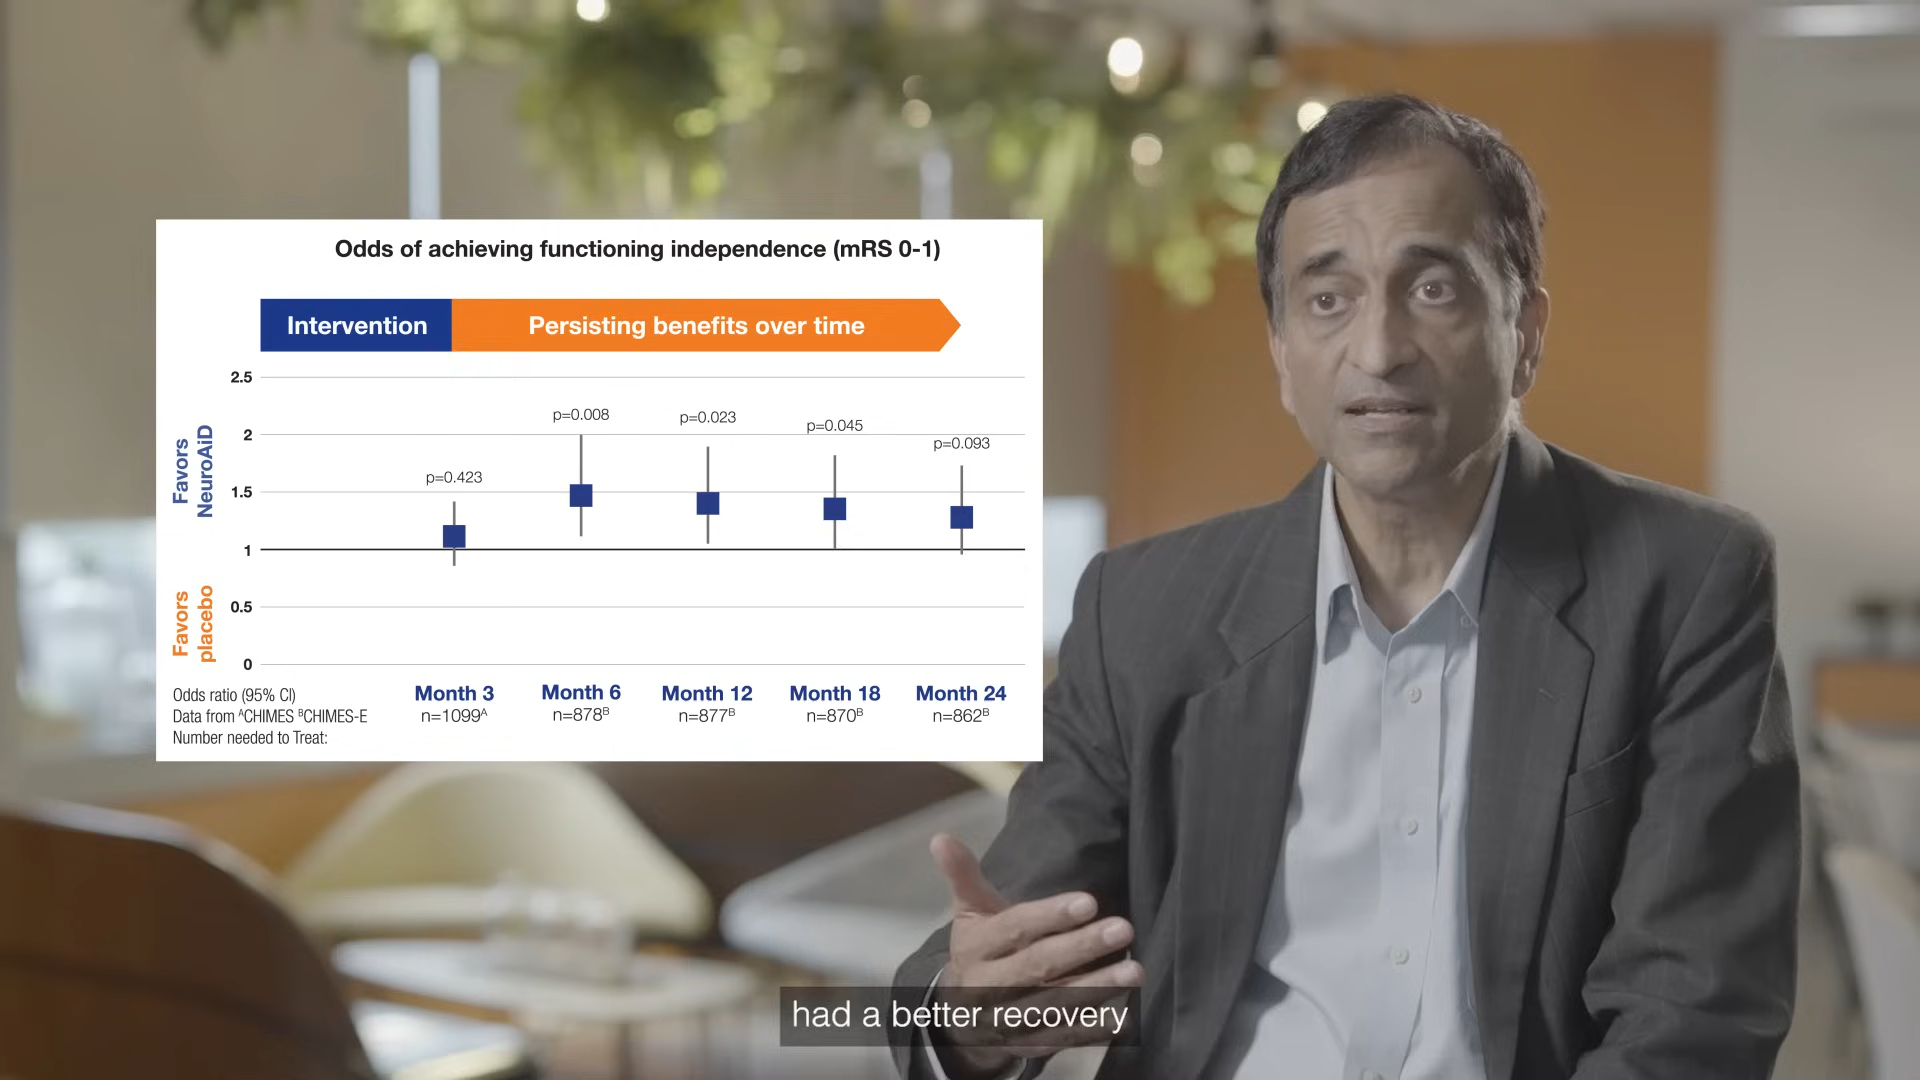 Odds of achieving functioning independence (mRS 0-1)
Intervention
Persisting benefits over time
2.5
2
1.5
1
0.5
0
Favors
NeuroAiD
Favors
placebo
p=0.423
p=0.008
p=0.023
p=0.045
p=0.093
Month 3
Month 6
Month 12
Month 18
Month 24
Odds ratio (95% CI)
Data from ᴬCHIMES ᴮCHIMES-E
n=1099ᴬ
n=878ᴮ
n=877ᴮ
n=870ᴮ
n=862ᴮ
Number needed to Treat:
had a better recovery